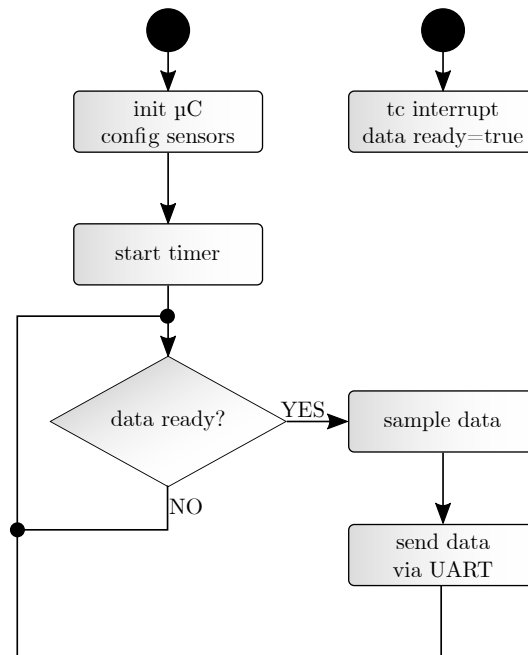 init µC
config sensors
tc interrupt
data ready=true
start timer
data ready?
YES
sample data
NO
send data
via UART